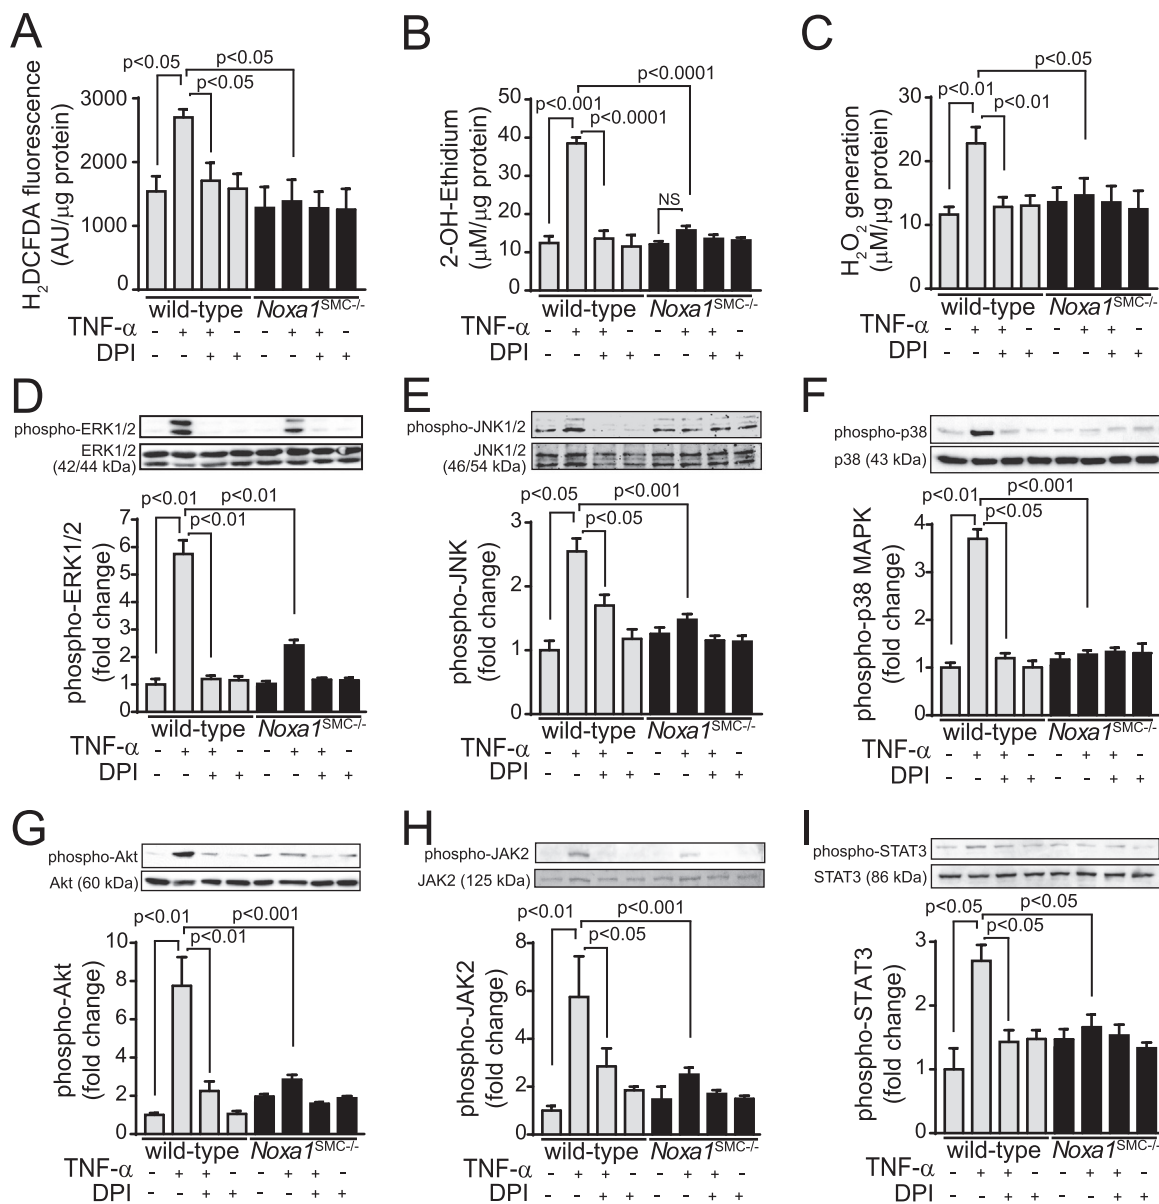 A
p<0.05
p<0.05
p<0.05
H2DCFDA fluorescence
(AU/μg protein)
3000
2000
1000
0
wild-type Noxa1SMC-/-
TNF-α - + + - - + + -
DPI - - + + - - + +
B
p<0.0001
p<0.001
p<0.0001
NS
2-OH-Ethidium
(μM/μg protein)
50
40
30
20
10
0
wild-type Noxa1SMC-/-
TNF-α - + + - - + + -
DPI - - + + - - + +
C
p<0.05
p<0.01
p<0.01
H2O2 generation
(μM/μg protein)
30
20
10
0
wild-type Noxa1SMC-/-
TNF-α - + + - - + + -
DPI - - + + - - + +
D
phospho-ERK1/2
ERK1/2
(42/44 kDa)
p<0.01
p<0.01
p<0.01
phospho-ERK1/2
(fold change)
7
6
5
4
3
2
1
0
wild-type Noxa1SMC-/-
TNF-α - + + - - + + -
DPI - - + + - - + +
E
phospho-JNK1/2
JNK1/2
(46/54 kDa)
p<0.001
p<0.05
p<0.05
phospho-JNK
(fold change)
3
2
1
0
wild-type Noxa1SMC-/-
TNF-α - + + - - + + -
DPI - - + + - - + +
F
phospho-p38
p38 (43 kDa)
p<0.001
p<0.01
p<0.05
phospho-p38 MAPK
(fold change)
4
2
1
0
wild-type Noxa1SMC-/-
TNF-α - + + - - + + -
DPI - - + + - - + +
G
phospho-Akt
Akt (60 kDa)
p<0.01
p<0.001
p<0.01
phospho-Akt
(fold change)
10
8
6
4
2
0
wild-type Noxa1SMC-/-
TNF-α - + + - - + + -
DPI - - + + - - + +
H
phospho-JAK2
JAK2 (125 kDa)
p<0.01
p<0.001
p<0.05
phospho-JAK2
(fold change)
8
6
4
2
0
wild-type Noxa1SMC-/-
TNF-α - + + - - + + -
DPI - - + + - - + +
I
phospho-STAT3
STAT3 (86 kDa)
p<0.05
p<0.05
p<0.05
phospho-STAT3
(fold change)
3
2
1
0
wild-type Noxa1SMC-/-
TNF-α - + + - - + + -
DPI - - + + - - + +